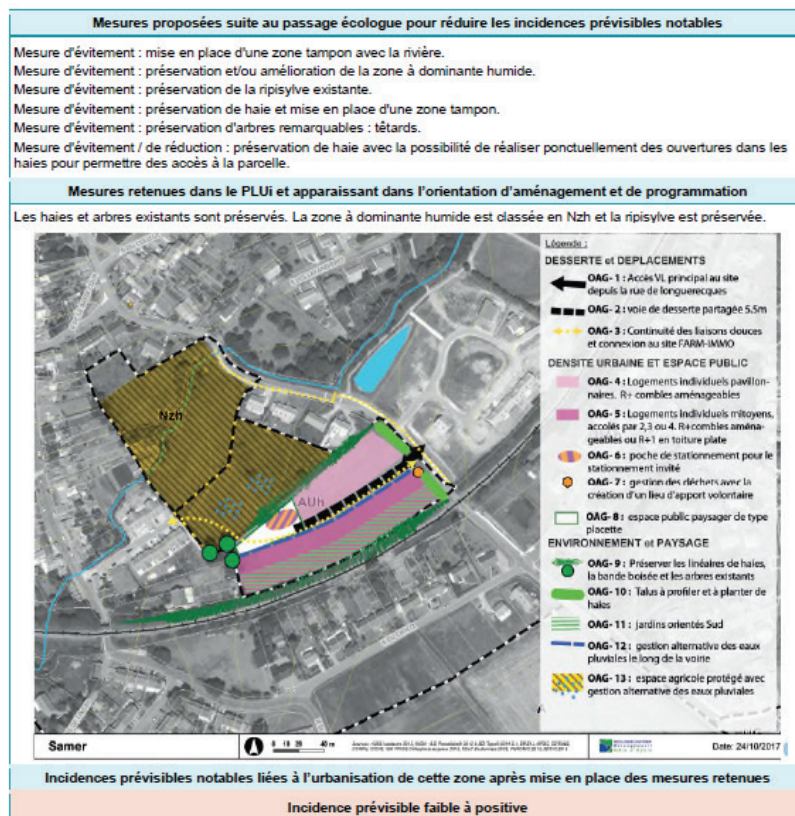 Mesures proposées suite au passage écologue pour réduire les incidences prévisibles notables
Mesure d'évitement : mise en place d'une zone tampon avec la rivière.
Mesure d'évitement : préservation et/ou amélioration de la zone à dominante humide.
Mesure d'évitement : préservation de la ripisylve existante.
Mesure d'évitement : préservation de haie et mise en place d'une zone tampon.
Mesure d'évitement : préservation d'arbres remarquables : têtards.
Mesure d'évitement / de réduction : préservation de haie avec la possibilité de réaliser ponctuellement des ouvertures dans les
haies pour permettre des accès à la parcelle.
Mesures retenues dans le PLUi et apparaissant dans l'orientation d'aménagement et de programmation
Les haies et arbres existants sont préservés. La zone à dominante humide est classée en Nzh et la ripisylve est préservée.
Nzh
AUh
Légende :
DESSERTE et DEPLACEMENTS
OAG- 1 : Accès VL principal au site
depuis la rue de longuerecques
OAG- 2 : voie de desserte partagée 5.5m
OAG- 3 : Continuité des liaisons douces
et connexion au site FARM-IMMO
DENSITE URBAINE ET ESPACE PUBLIC
OAG- 4 : Logements individuels pavillon-
naires. R+ combles aménageables
OAG- 5 : Logements individuels mitoyens,
accolés par 2,3 ou 4. R+combles aména-
geables ou R+1 en toiture plate
OAG- 6 : poche de stationnement pour le
stationnement invité
OAG- 7 : gestion des déchets avec la
création d'un lieu d'apport volontaire
OAG- 8 : espace public paysager de type
placette
ENVIRONNEMENT et PAYSAGE
OAG- 9 : Préserver les linéaires de haies,
la bande boisée et les arbres existants
OAG- 10 : Talus à profiler et à planter de
haies
OAG- 11 : jardins orientés Sud
OAG- 12 : gestion alternative des eaux
pluviales le long de la voirie
OAG- 13 : espace agricole protégé avec
gestion alternative des eaux pluviales
Samer
Date: 24/10/2017
Incidences prévisibles notables liées à l'urbanisation de cette zone après mise en place des mesures retenues
Incidence prévisible faible à positive